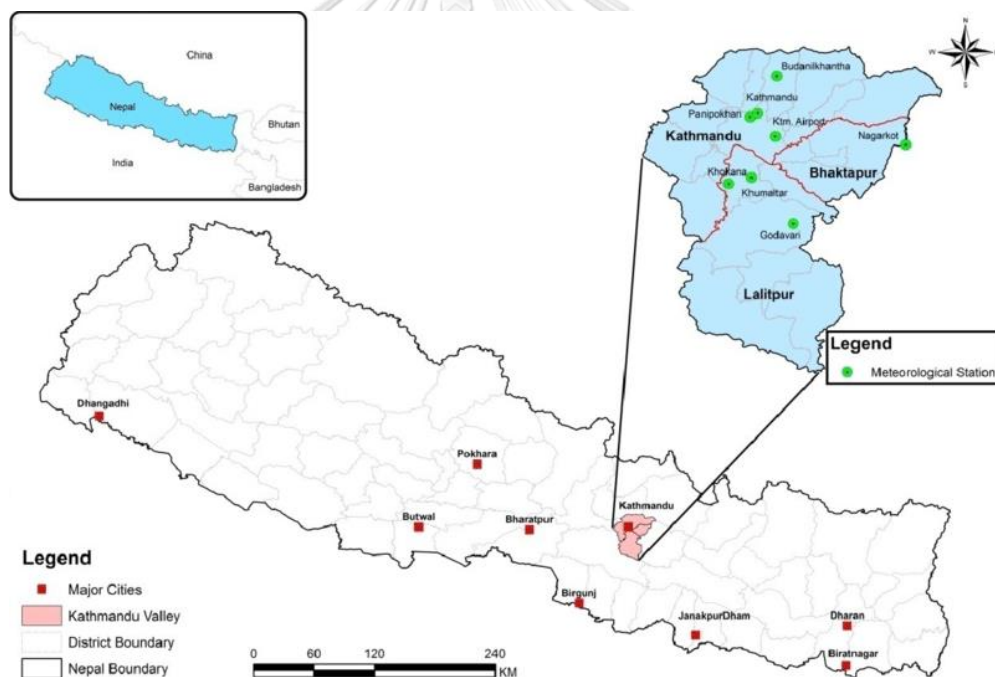 China
Nepal
India
Bhutan
Bangladesh
N
W
E
S
Budanilkhantha
Kathmandu
Panipokhari
Ktm. Airport
Kathmandu
Nagarkot
Bhaktapur
Khokana
Khumaltar
Godavari
Lalitpur
Legend
Meteorological Station
Dhangadhi
Pokhara
Kathmandu
Butwal
Bharatpur
Birgunj
JanakpurDham
Dharan
Biratnagar
Legend
Major Cities
Kathmandu Valley
District Boundary
Nepal Boundary
0 60 120 240
KM